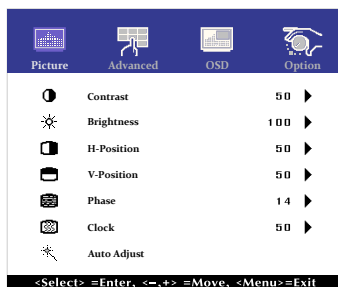 Picture Advanced OSD Option
Contrast 50
Brightness 100
H-Position 50
V-Position 50
Phase 14
Clock 50
Auto Adjust
<Select> =Enter, <–,+> =Move, <Menu>=Exit